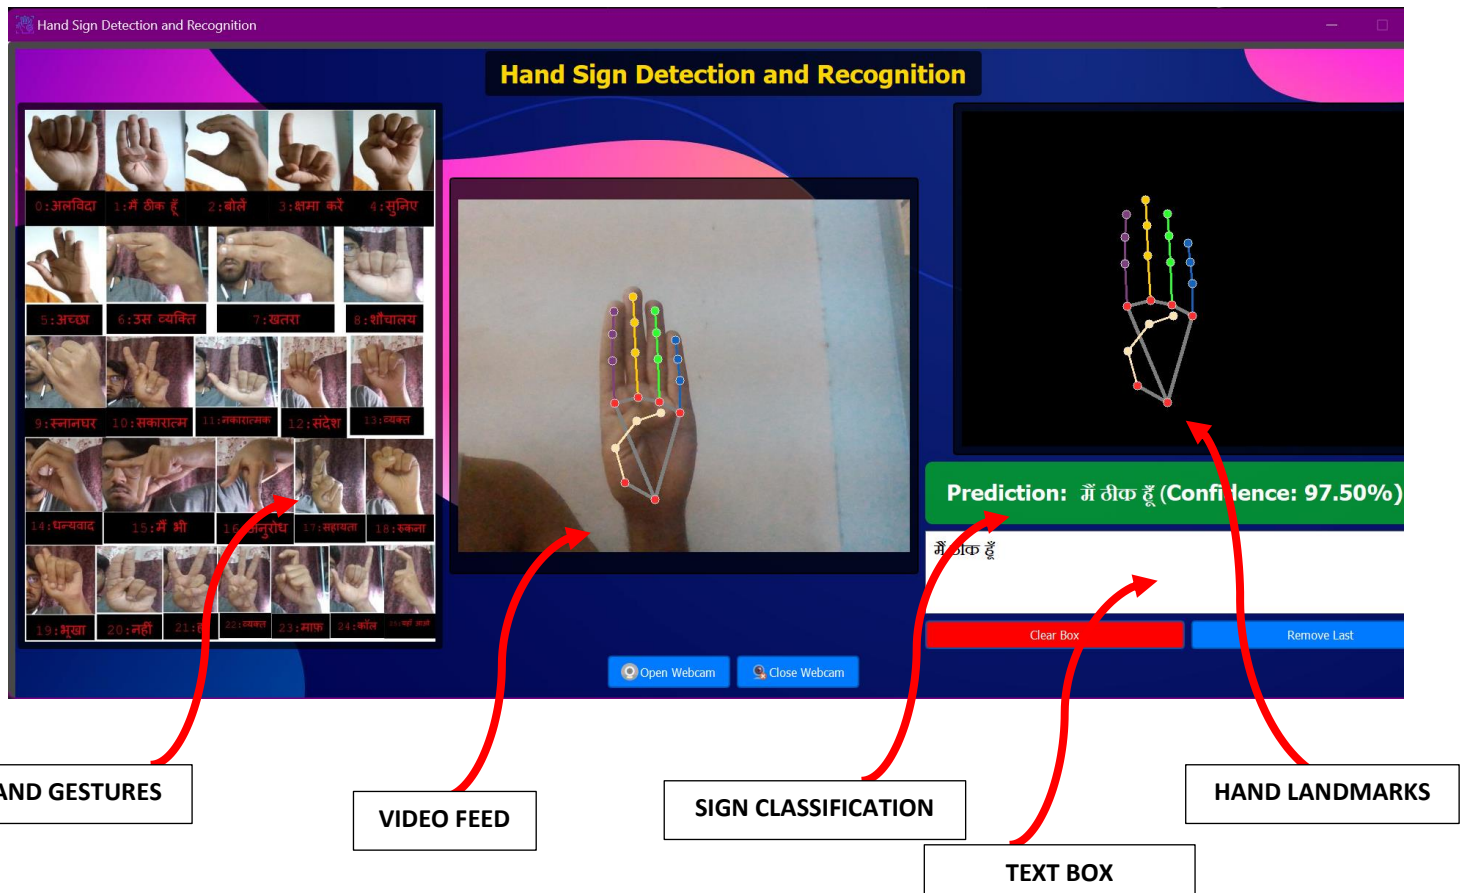 Hand Sign Detection and Recognition
Hand Sign Detection and Recognition
0:अलविदा 1:मैं ठीक हूँ 2:बोलें 3:क्षमा करें 4:सुनिए
5:अच्छा 6:उस व्यक्ति 7:खतरा 8:शौचालय
9:स्नानघर 10:सकारात्म 11:नकारात्मक 12:संदेश 13:व्यक्त
14:धन्यवाद 15:मैं भी 16:अनुरोध 17:सहायता 18:रुकना
19:भूखा 20:नहीं 21: 22:व्यक्त 23:माफ़ 24:कॉल
Prediction: मैं ठीक हूँ (Confidence: 97.50%)
मैं ठीक हूँ
Clear Box Remove Last
Open Webcam Close Webcam
AND GESTURES
VIDEO FEED
SIGN CLASSIFICATION
HAND LANDMARKS
TEXT BOX